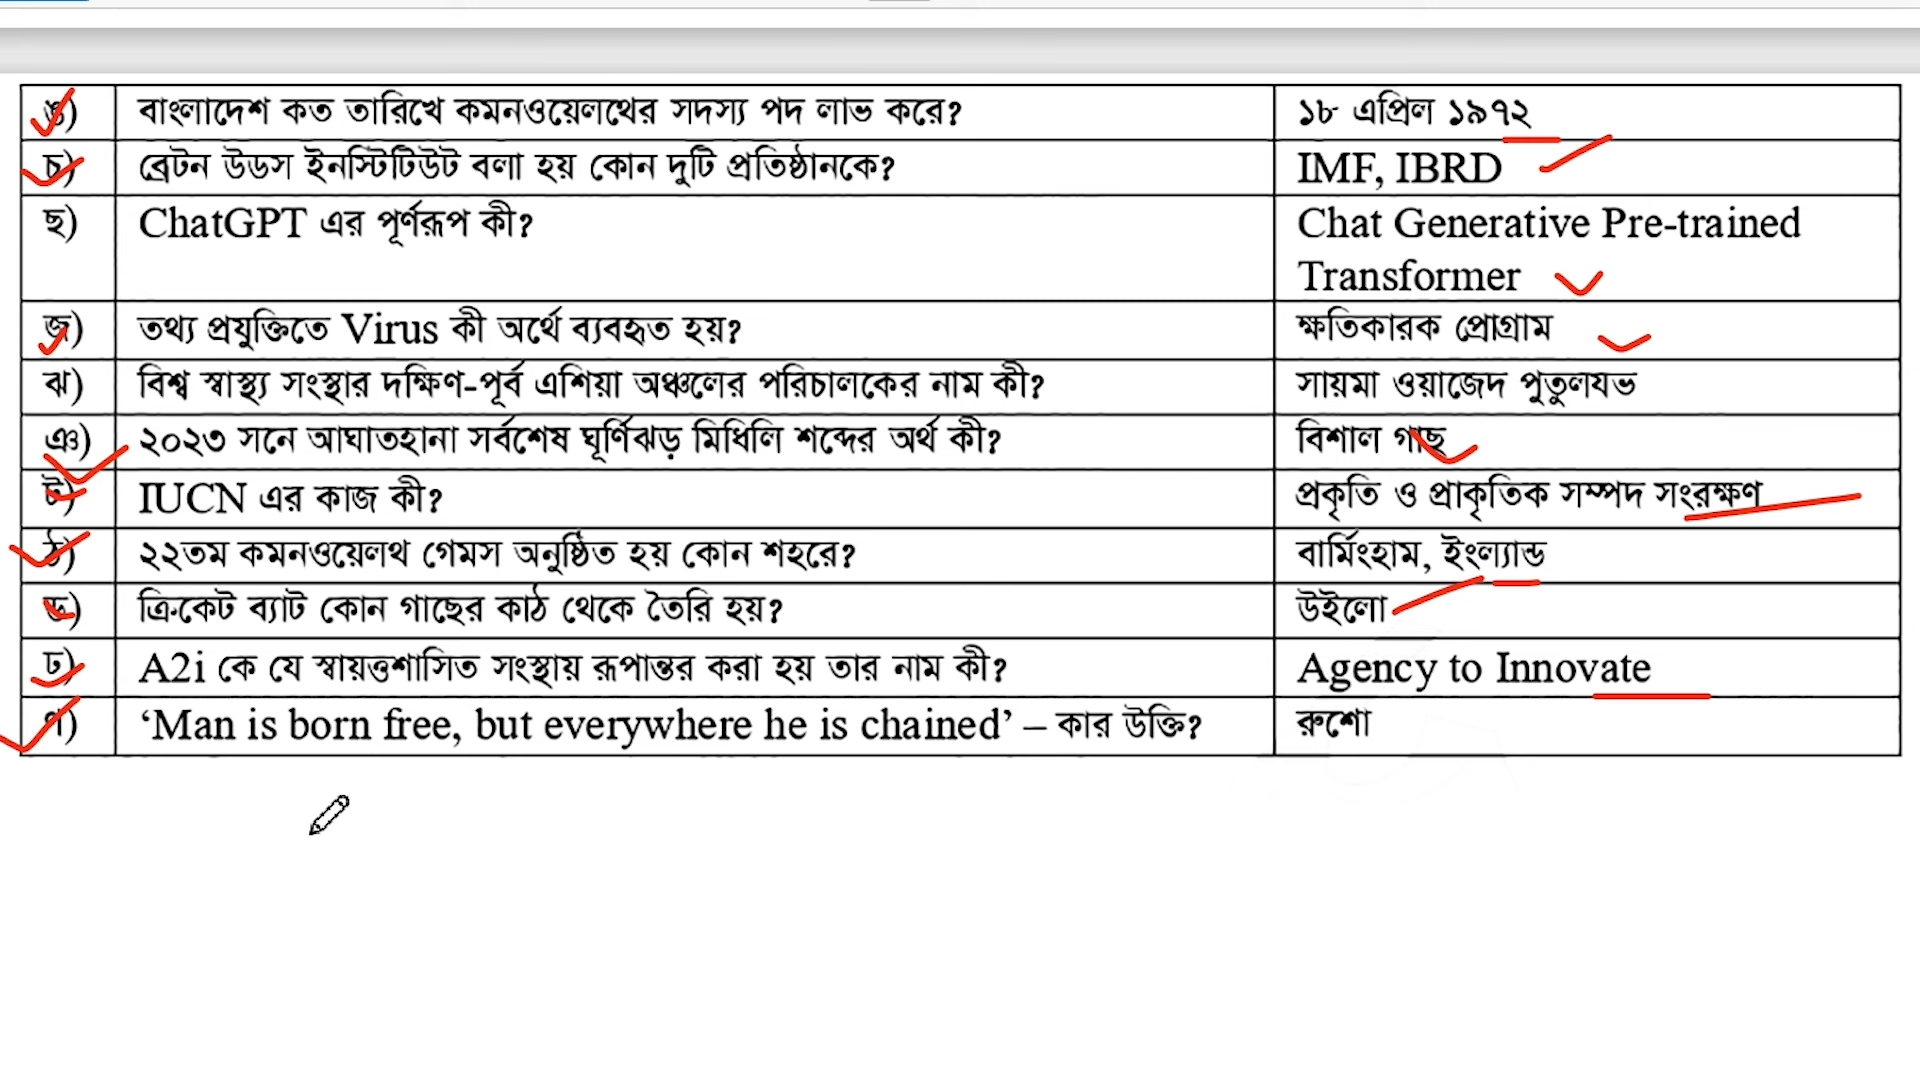 ঙ) বাংলাদেশ কত তারিখে কমনওয়েলথের সদস্য পদ লাভ করে? ১৮ এপ্রিল ১৯৭২
চ) ব্রেটন উডস ইনস্টিটিউট বলা হয় কোন দুটি প্রতিষ্ঠানকে? IMF, IBRD
ছ) ChatGPT এর পূর্ণরূপ কী? Chat Generative Pre-trained
Transformer
জ) তথ্য প্রযুক্তিতে Virus কী অর্থে ব্যবহৃত হয়? ক্ষতিকারক প্রোগ্রাম
ঝ) বিশ্ব স্বাস্থ্য সংস্থার দক্ষিণ-পূর্ব এশিয়া অঞ্চলের পরিচালকের নাম কী? সায়মা ওয়াজেদ পুতুলযভ
ঞ) ২০২৩ সনে আঘাতহানা সর্বশেষ ঘূর্ণিঝড় মিধিলি শব্দের অর্থ কী? বিশাল গাছ
ট) IUCN এর কাজ কী? প্রকৃতি ও প্রাকৃতিক সম্পদ সংরক্ষণ
ঠ) ২২তম কমনওয়েলথ গেমস অনুষ্ঠিত হয় কোন শহরে? বার্মিংহাম, ইংল্যান্ড
ড) ক্রিকেট ব্যাট কোন গাছের কাঠ থেকে তৈরি হয়? উইলো
ঢ) A2i কে যে স্বায়ত্তশাসিত সংস্থায় রূপান্তর করা হয় তার নাম কী? Agency to Innovate
ণ) ‘Man is born free, but everywhere he is chained’ – কার উক্তি? রুশো